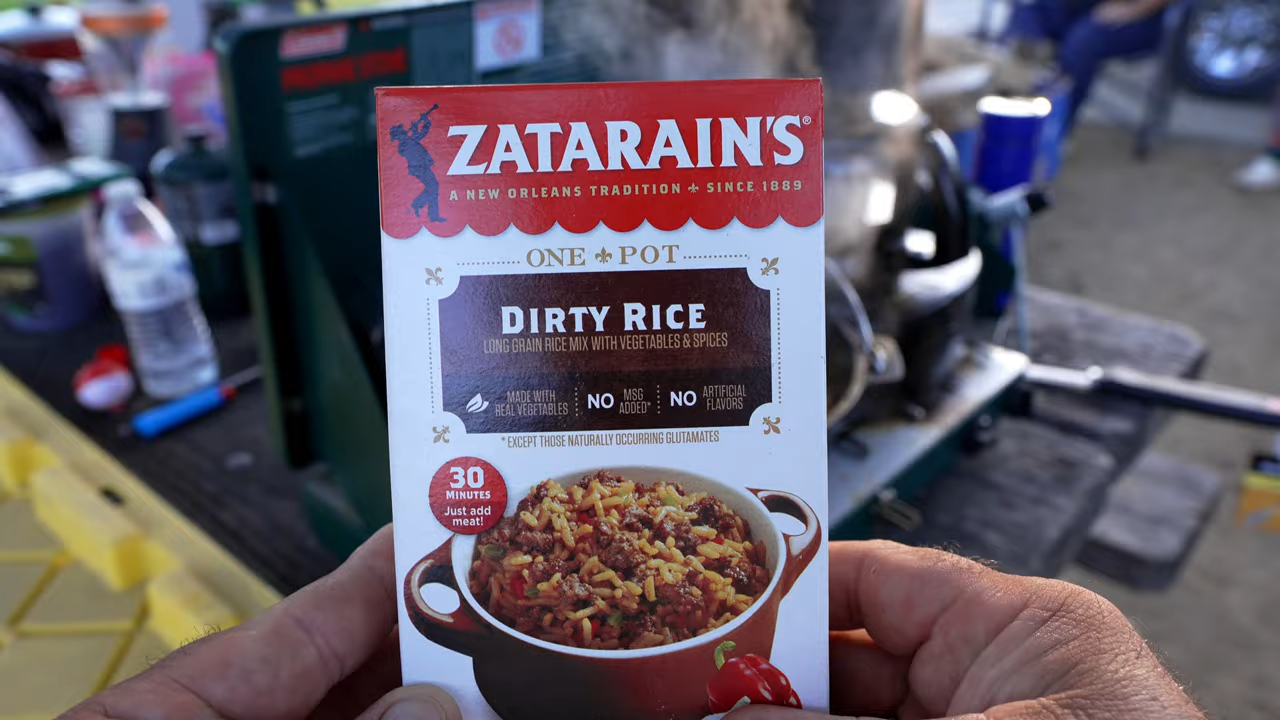 ZATARAIN'S®
A NEW ORLEANS TRADITION SINCE 1889
ONE POT
DIRTY RICE
LONG GRAIN RICE MIX WITH VEGETABLES & SPICES
MADE WITH
REAL VEGETABLES
NO MSG
ADDED*
NO ARTIFICIAL
FLAVORS
* EXCEPT THOSE NATURALLY OCCURRING GLUTAMATES
30
MINUTES
Just add
meat!
Coleman